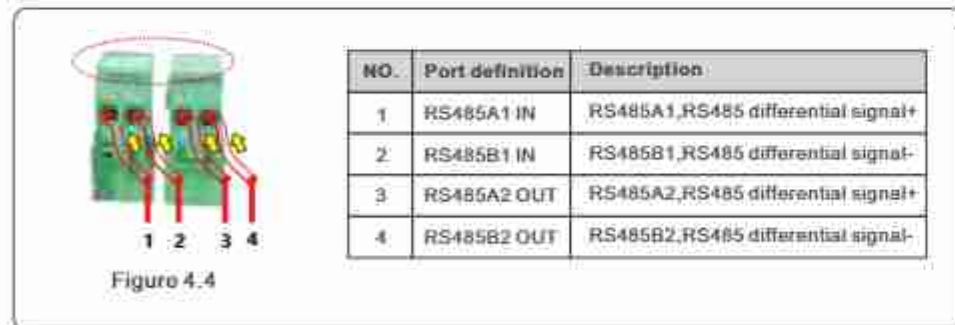 NO. Port definition Description
1 RS485A1 IN RS485A1,RS485 differential signal+
2 RS485B1 IN RS485B1,RS485 differential signal-
3 RS485A2 OUT RS485A2,RS485 differential signal+
4 RS485B2 OUT RS485B2,RS485 differential signal-
1 2 3 4
Figure 4.4